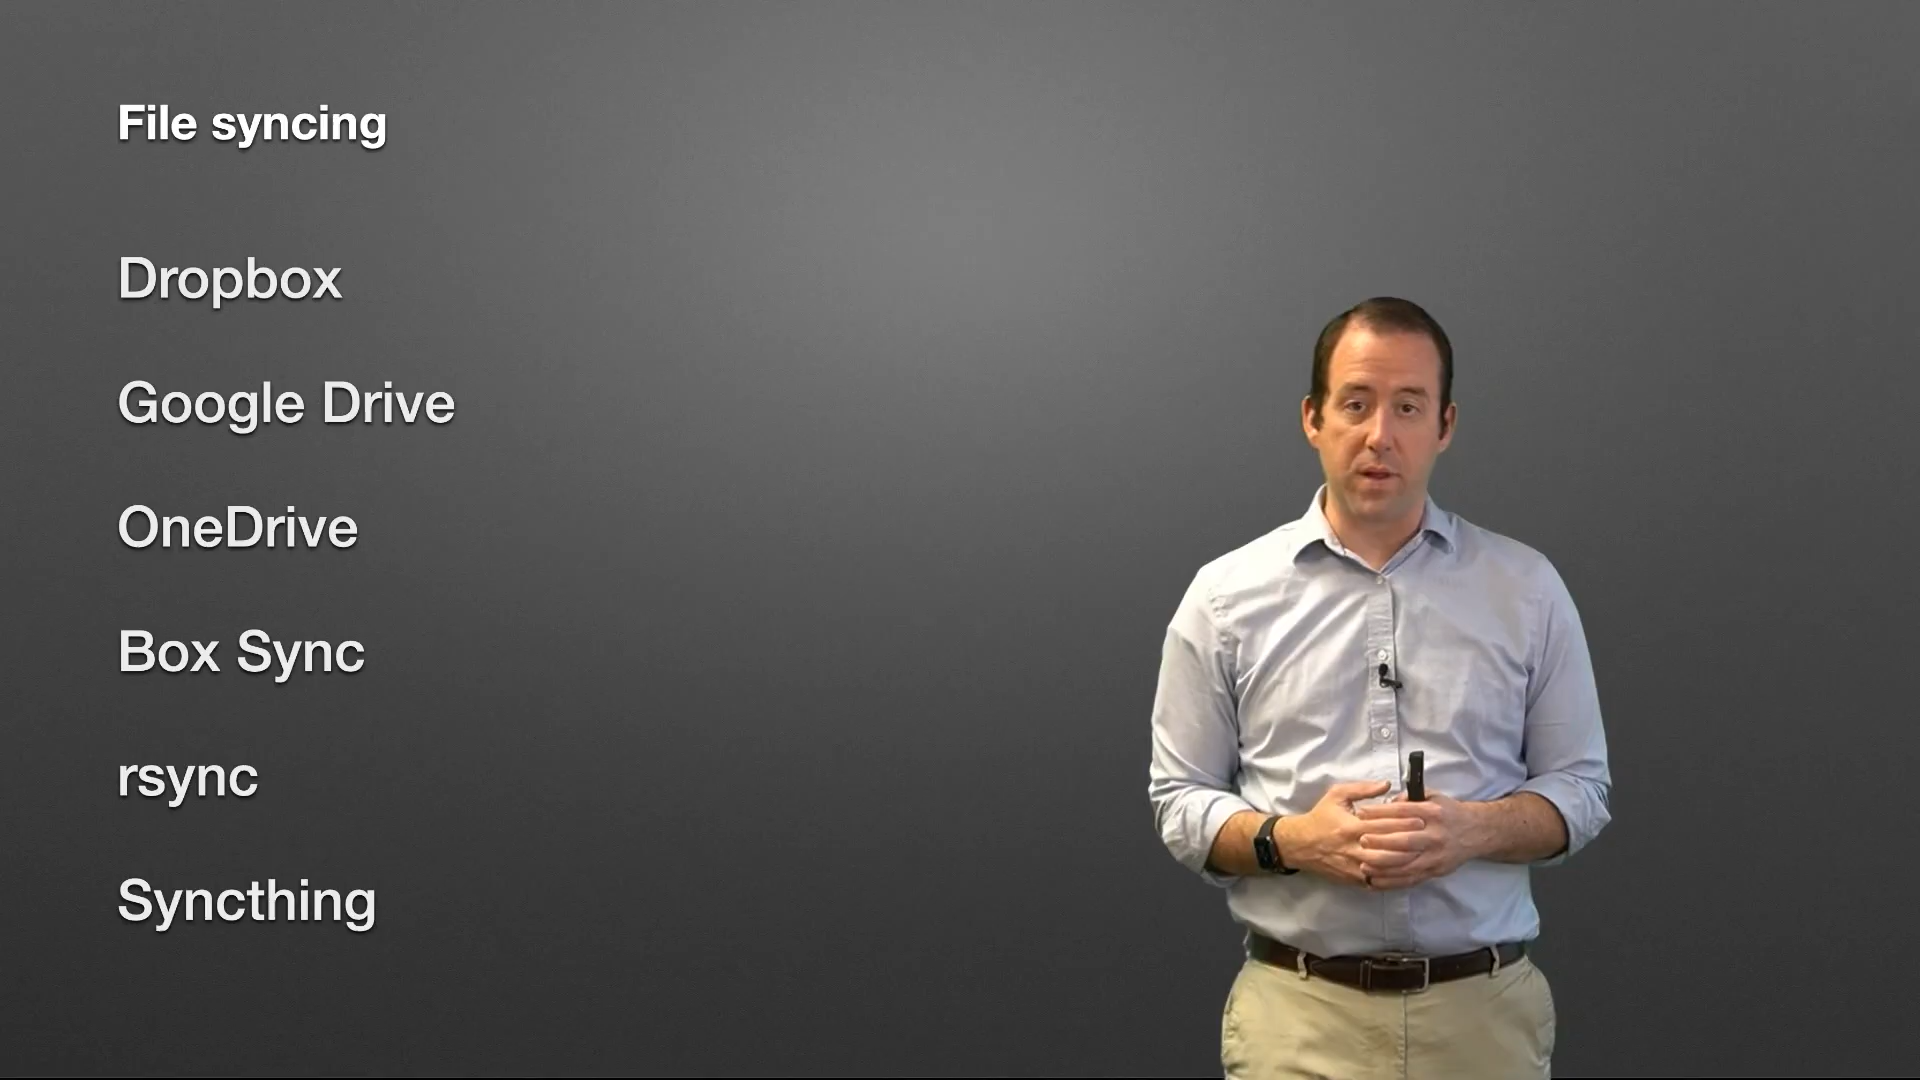 File syncing
Dropbox
Google Drive
OneDrive
Box Sync
rsync
Syncthing